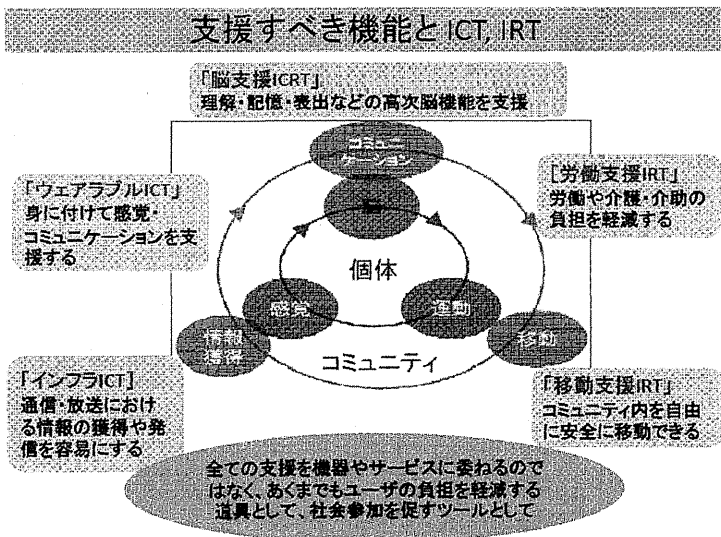 支援すべき機能とICT, IRT
「脳支援ICRT」
理解・記憶・表出などの高次脳機能を支援
コミュニ
ケーション
「ウェアラブルICT」
身に付けて感覚・
コミュニケーションを支
援する
［労働支援IRT」
労働や介護・介助の
負担を軽減する
脳
個体
感覚
運動
情報
獲得
移動
コミュニティ
「インフラICT」
通信・放送におけ
る情報の獲得や発
信を容易にする
「移動支援IRT」
コミュニティ内を自由
に安全に移動できる
全ての支援を機器やサービスに委ねるので
はなく、あくまでもユーザの負担を軽減する
道具として、社会参加を促すツールとして